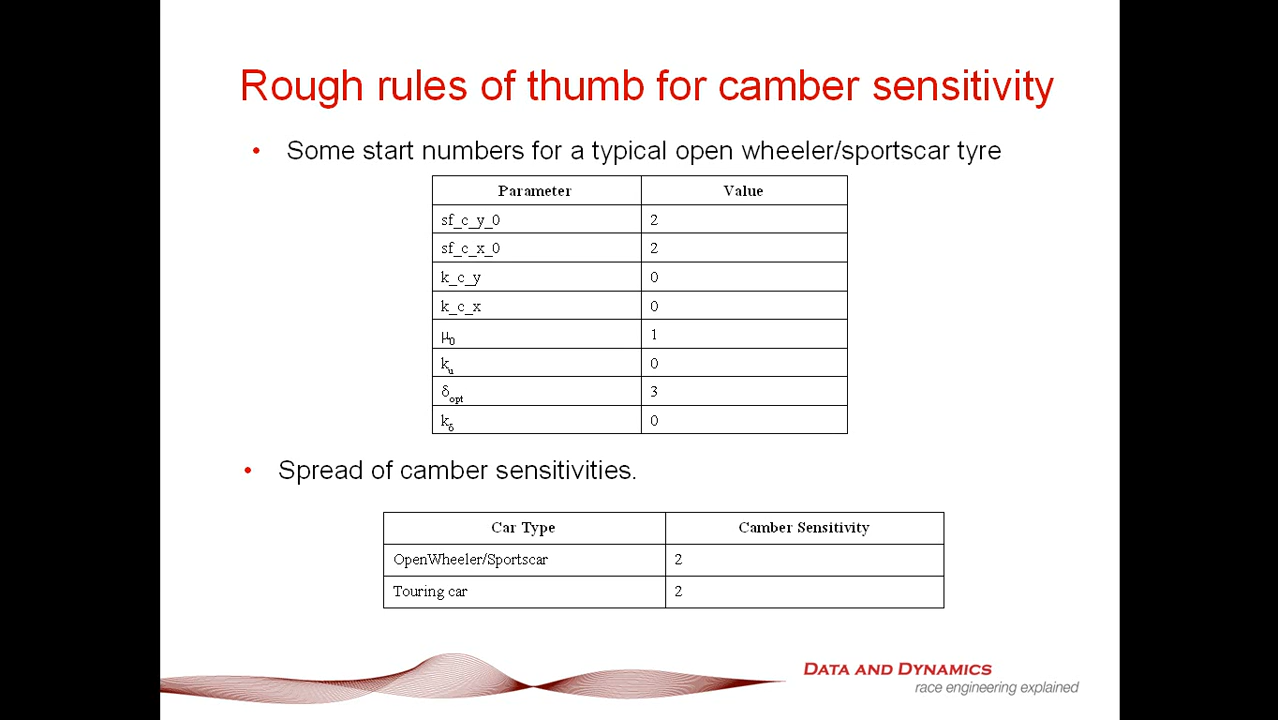 Rough rules of thumb for camber sensitivity
• Some start numbers for a typical open wheeler/sportscar tyre
Parameter Value
sf_c_y_0 2
sf_c_x_0 2
k_c_y 0
k_c_x 0
μ0 1
ku 0
δopt 3
kδ 0
• Spread of camber sensitivities.
Car Type Camber Sensitivity
OpenWheeler/Sportscar 2
Touring car 2
DATA AND DYNAMICS
race engineering explained